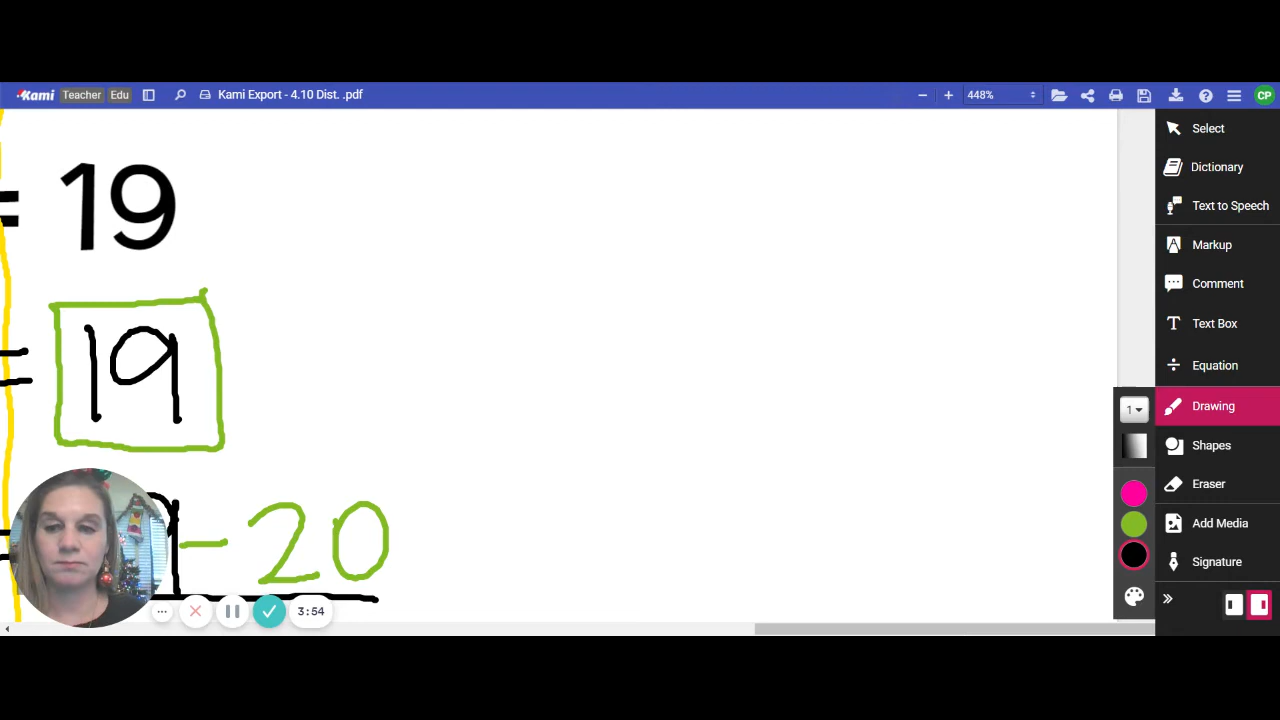 Kami Teacher Edu Kami Export - 4.10 Dist. .pdf 448% CP
Select
Dictionary
Text to Speech
Markup
Comment
Text Box
Equation
Drawing
Shapes
Eraser
Add Media
Signature
1
= 19
= 19
= 9 - 20
3:54